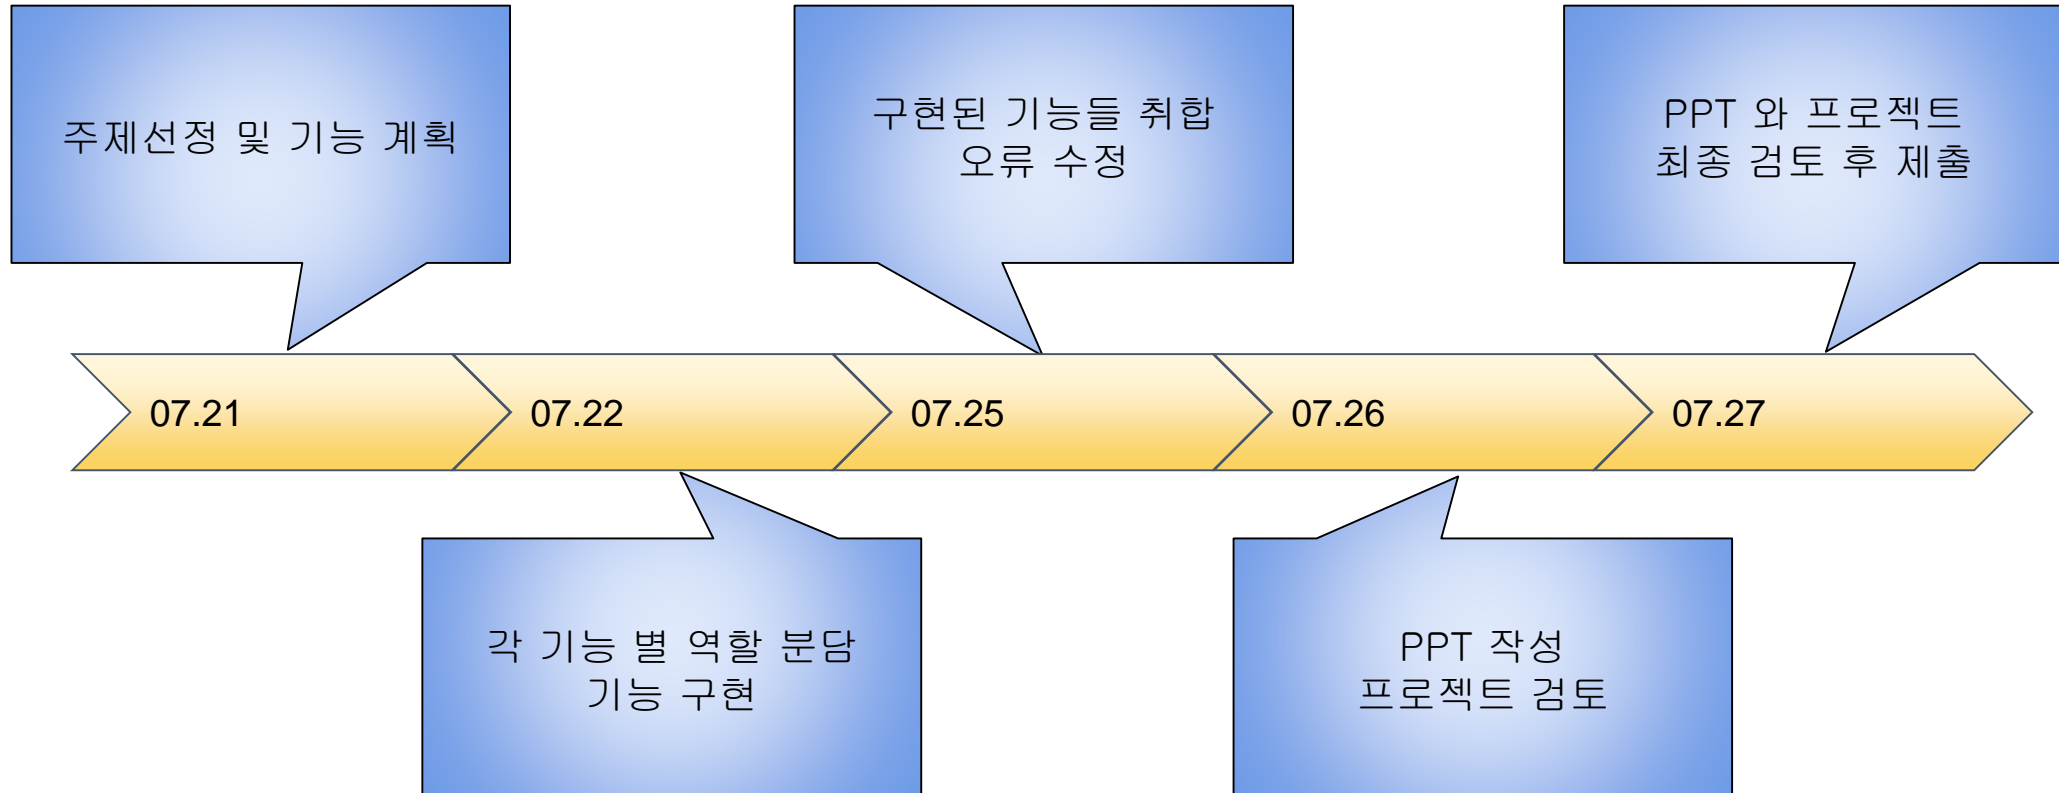 주제선정 및 기능 계획
구현된 기능들 취합
오류 수정
PPT 와 프로젝트
최종 검토 후 제출
07.21
07.22
07.25
07.26
07.27
각 기능 별 역할 분담
기능 구현
PPT 작성
프로젝트 검토